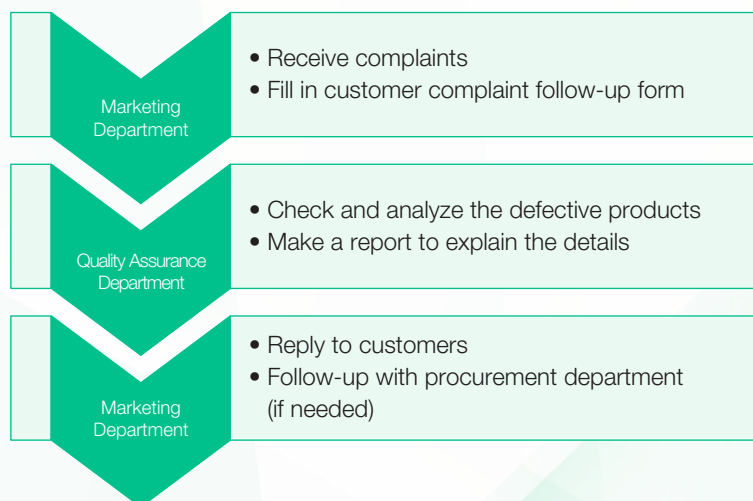 Marketing
Department
• Receive complaints
• Fill in customer complaint follow-up form
Quality Assurance
Department
• Check and analyze the defective products
• Make a report to explain the details
Marketing
Department
• Reply to customers
• Follow-up with procurement department
(if needed)